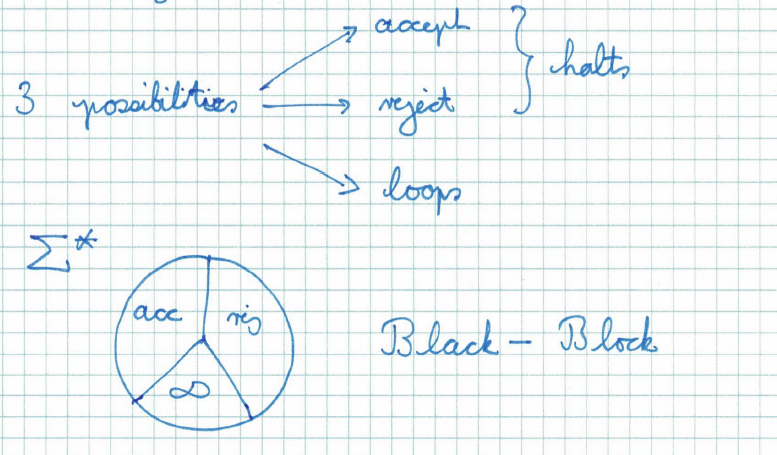 accept
3 possibilities reject halts
loops
Σ*
acc rej
∞
Black - Block